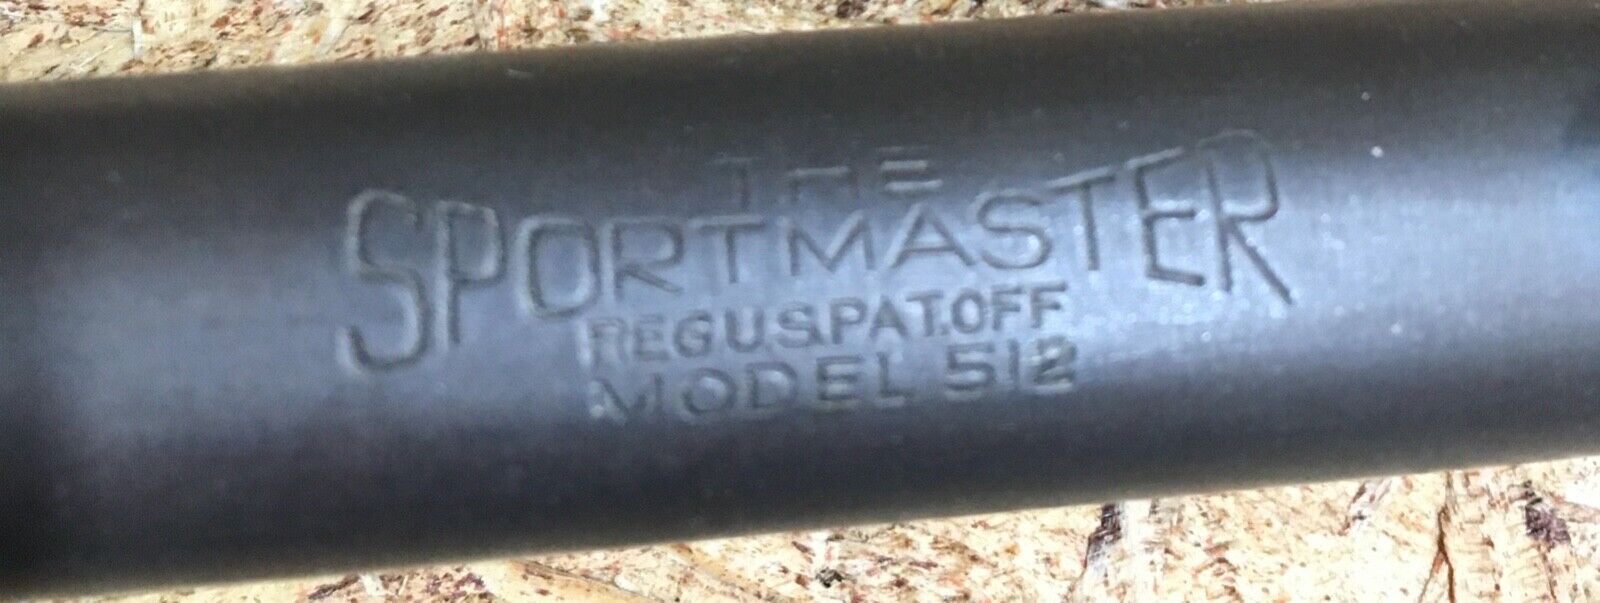 THE
SPORTMASTER
REG.U.S.PAT.OFF
MODEL 512